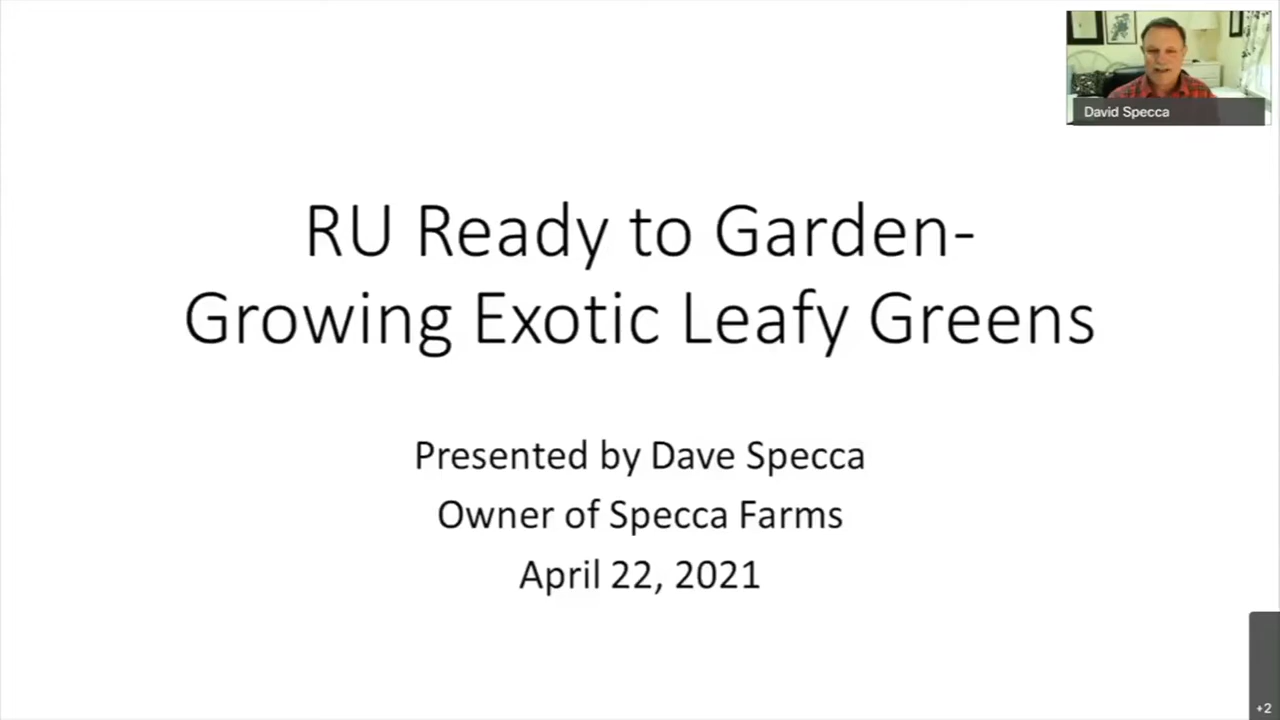 David Specca
RU Ready to Garden-
Growing Exotic Leafy Greens
Presented by Dave Specca
Owner of Specca Farms
April 22, 2021
+2